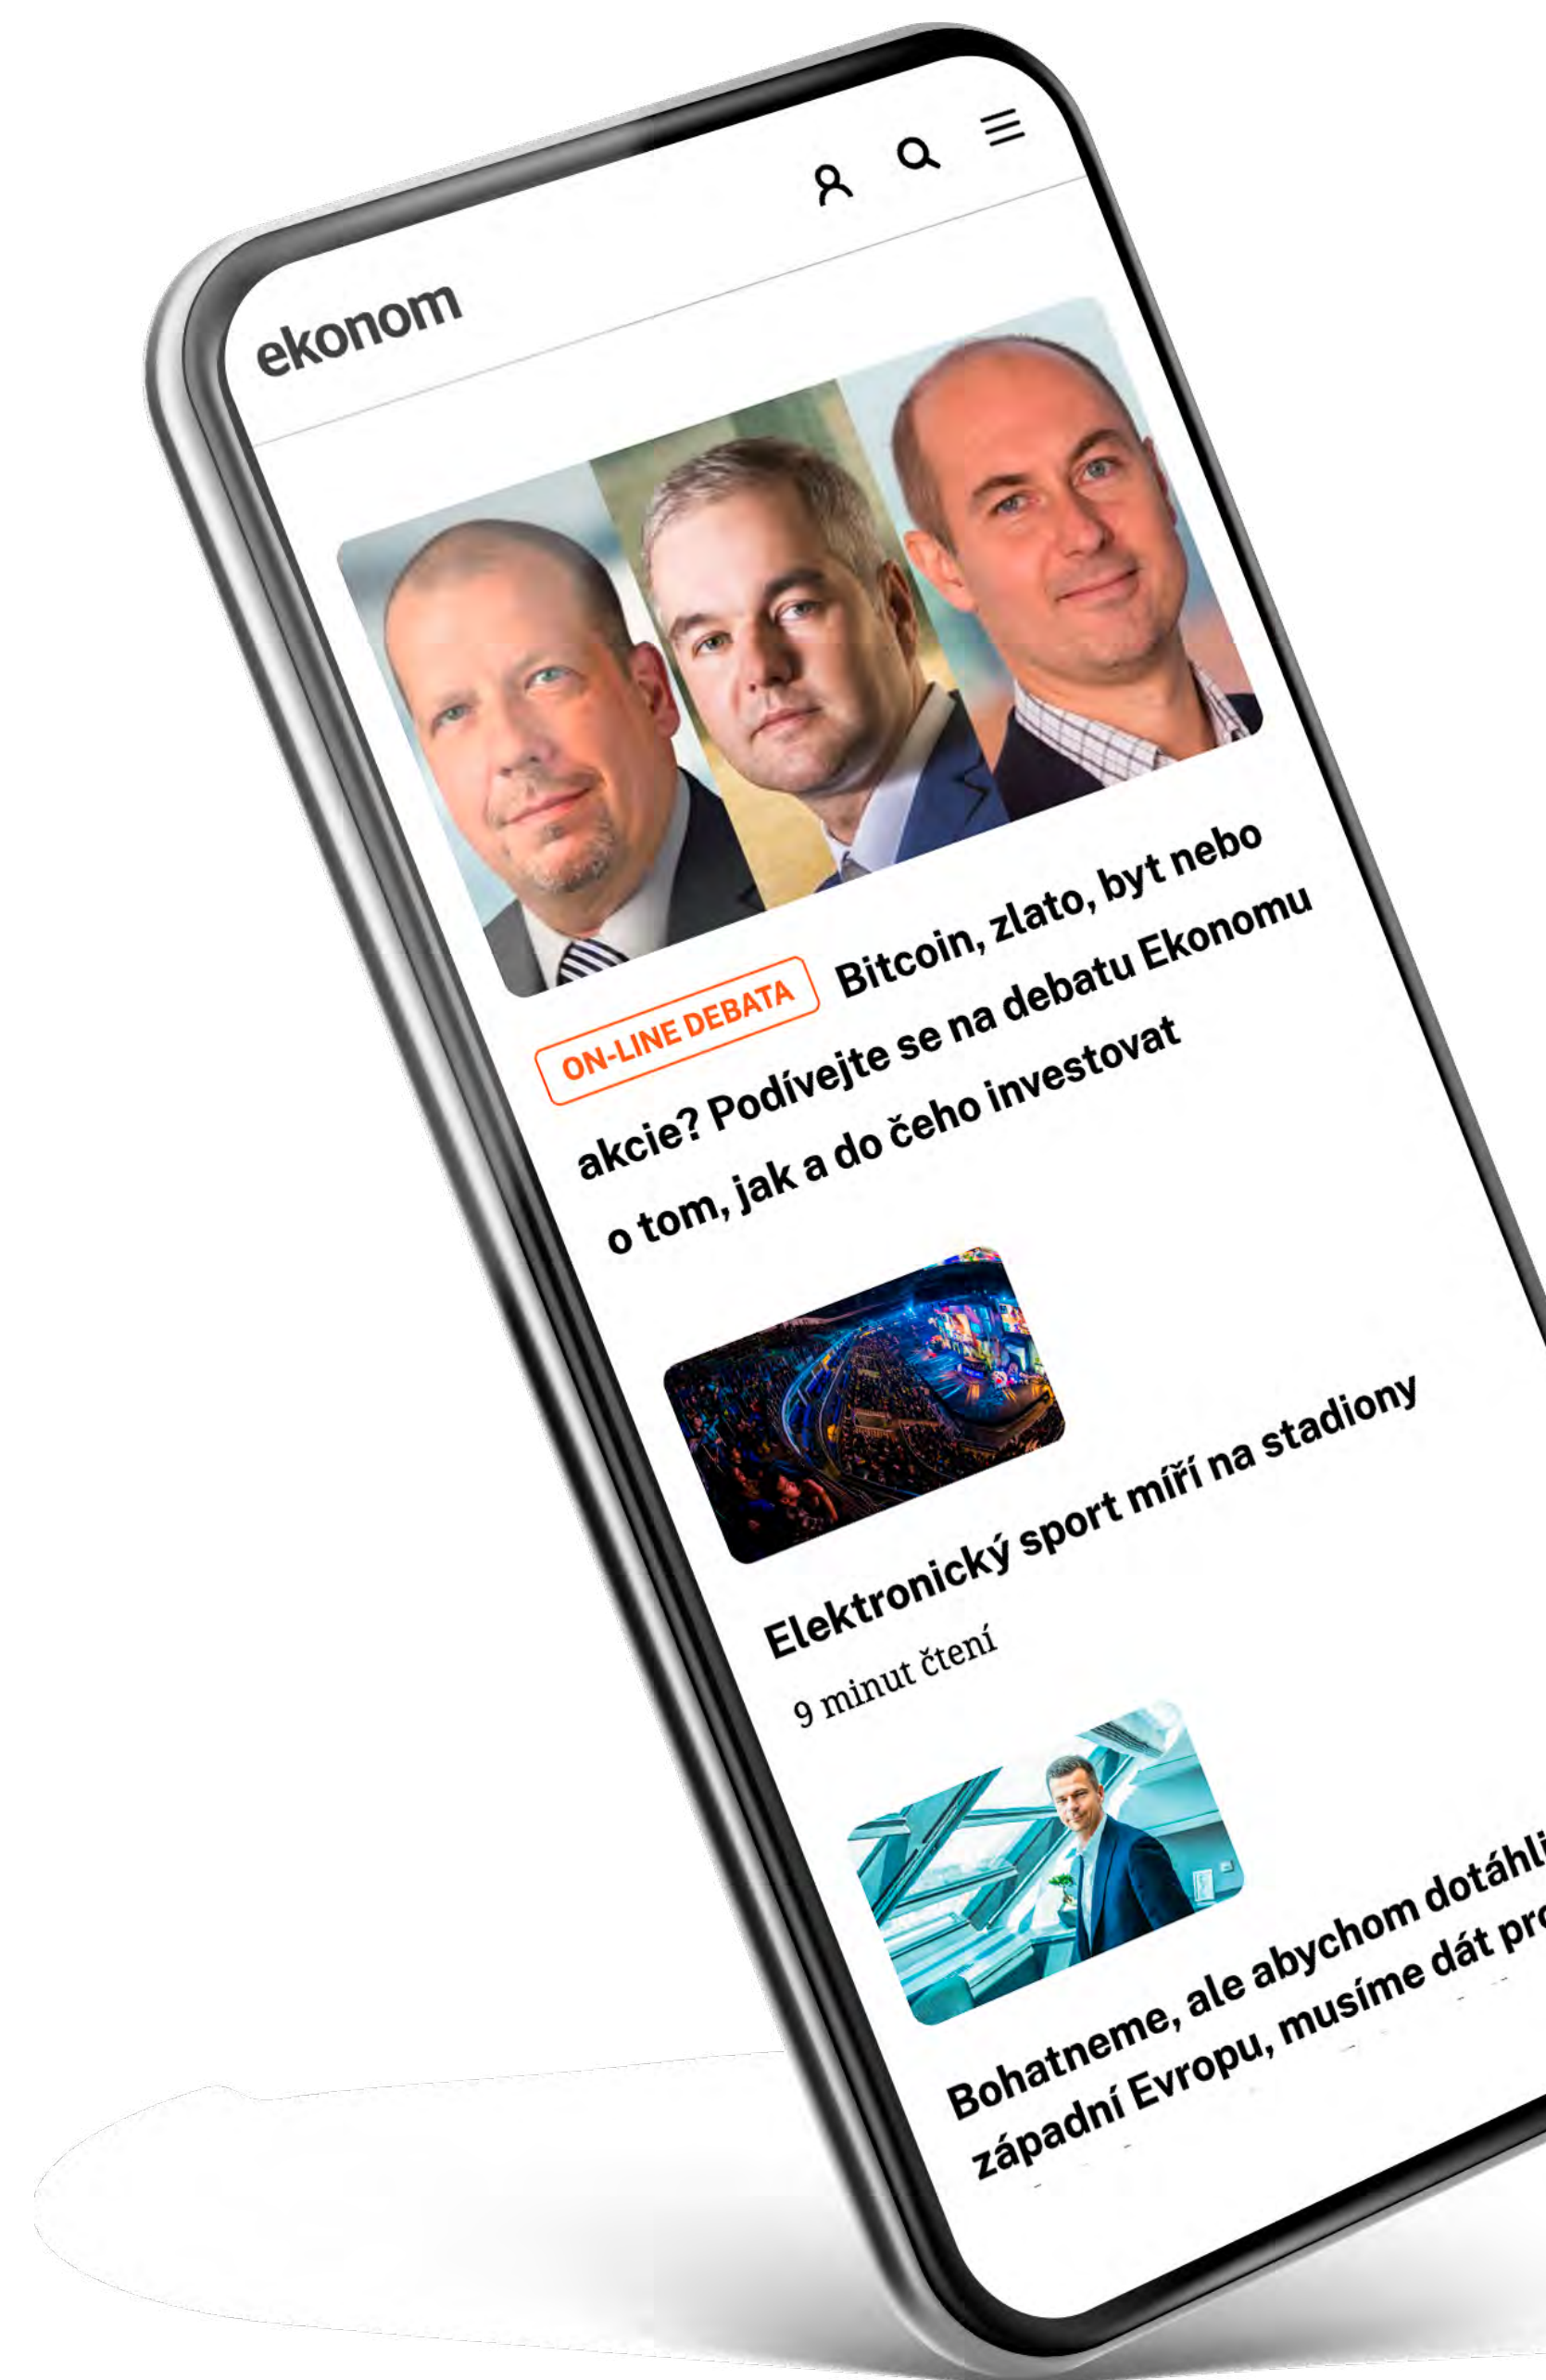 ekonom
ON-LINE DEBATA Bitcoin, zlato, byt nebo
akcie? Podívejte se na debatu Ekonomu
o tom, jak a do čeho investovat
Elektronický sport míří na stadiony
9 minut čtení
Bohatneme, ale abychom dotáhli
západní Evropu, musíme dát